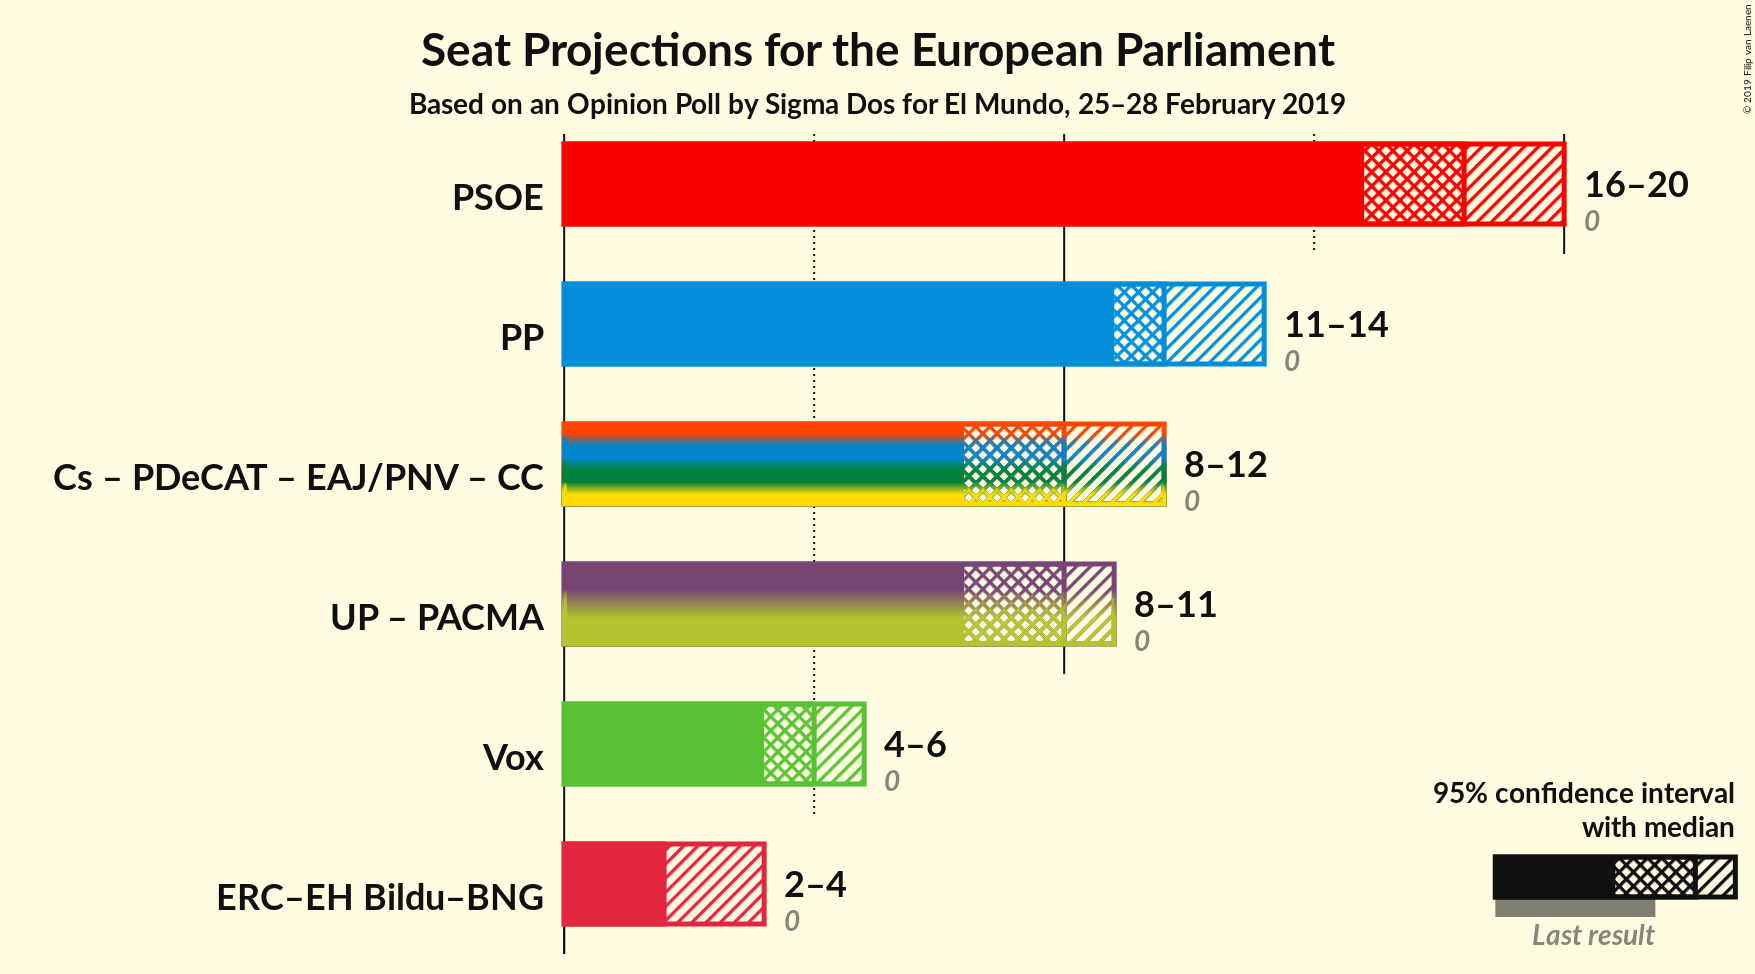 Seat Projections for the European Parliament
Based on an Opinion Poll by Sigma Dos for El Mundo, 25–28 February 2019
© 2019 Filip van Laenen
PSOE
16–20
0
PP
11–14
0
Cs – PDeCAT – EAJ/PNV – CC
8–12
0
UP – PACMA
8–11
0
Vox
4–6
0
ERC–EH Bildu–BNG
2–4
0
95% confidence interval
with median
Last result